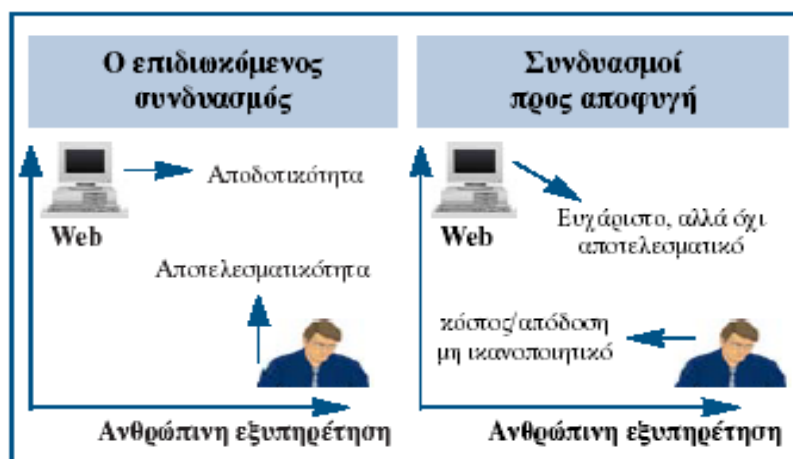 Ο επιδιωκόμενος
συνδυασμός
Web
Αποδοτικότητα
Αποτελεσματικότητα
Ανθρώπινη εξυπηρέτηση
Συνδυασμοί
προς αποφυγή
Web
Ευχάριστο, αλλά όχι
αποτελεσματικό
κόστος/απόδοση
μη ικανοποιητικό
Ανθρώπινη εξυπηρέτηση